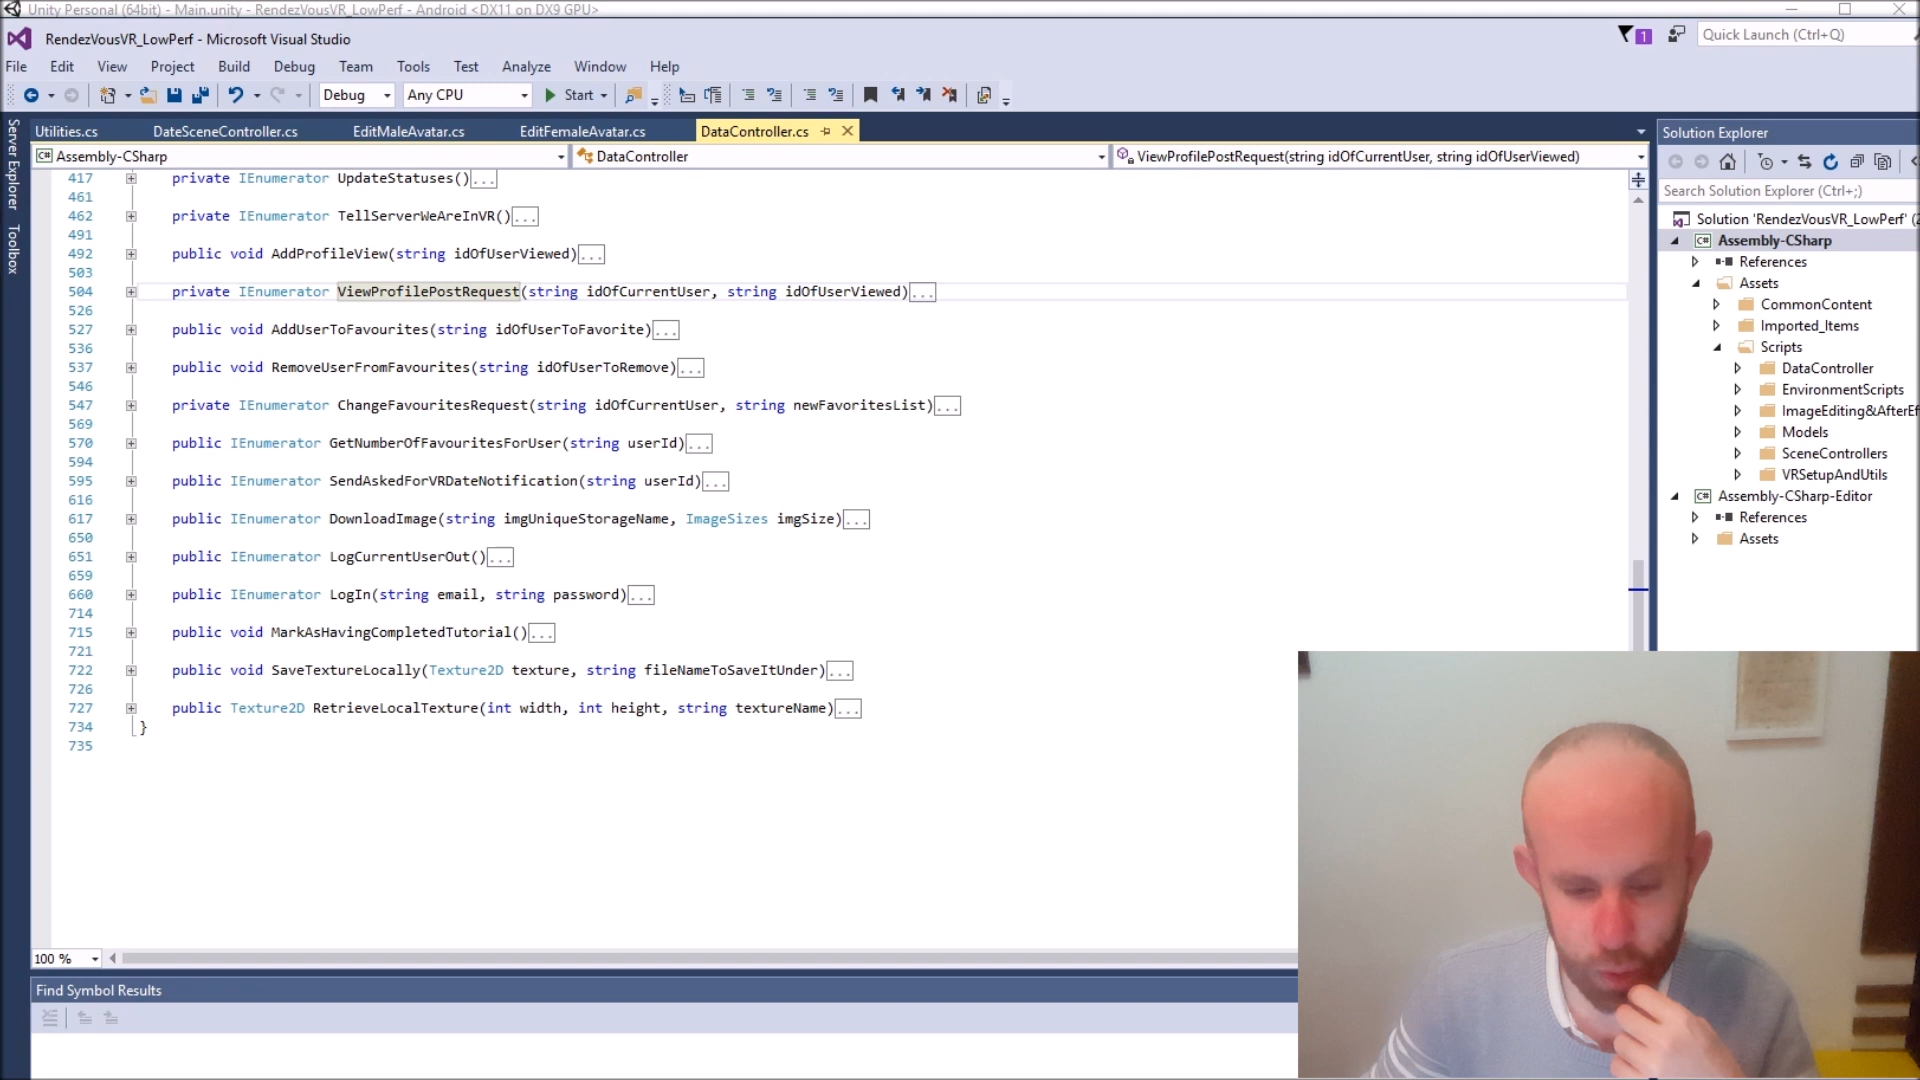 Unity Personal (64bit) - Main.unity - RendezVousVR_LowPerf - Android <DX11 on DX9 GPU>
RendezVousVR_LowPerf - Microsoft Visual Studio
1
Quick Launch (Ctrl+Q)
File Edit View Project Build Debug Team Tools Test Analyze Window Help
Debug Any CPU Start
Server Explorer
Toolbox
Utilities.cs DateSceneController.cs EditMaleAvatar.cs EditFemaleAvatar.cs DataController.cs
C# Assembly-CSharp DataController ViewProfilePostRequest(string idOfCurrentUser, string idOfUserViewed)
417 private IEnumerator UpdateStatuses()...
461
462 private IEnumerator TellServerWeAreInVR()...
491
492 public void AddProfileView(string idOfUserViewed)...
503
504 private IEnumerator ViewProfilePostRequest(string idOfCurrentUser, string idOfUserViewed)...
526
527 public void AddUserToFavourites(string idOfUserToFavorite)...
536
537 public void RemoveUserFromFavourites(string idOfUserToRemove)...
546
547 private IEnumerator ChangeFavouritesRequest(string idOfCurrentUser, string newFavoritesList)...
569
570 public IEnumerator GetNumberOfFavouritesForUser(string userId)...
594
595 public IEnumerator SendAskedForVRDateNotification(string userId)...
616
617 public IEnumerator DownloadImage(string imgUniqueStorageName, ImageSizes imgSize)...
650
651 public IEnumerator LogCurrentUserOut()...
659
660 public IEnumerator LogIn(string email, string password)...
714
715 public void MarkAsHavingCompletedTutorial()...
721
722 public void SaveTextureLocally(Texture2D texture, string fileNameToSaveItUnder)...
726
727 public Texture2D RetrieveLocalTexture(int width, int height, string textureName)...
734 }
735
100 %
Find Symbol Results
Solution Explorer
Search Solution Explorer (Ctrl+;)
Solution 'RendezVousVR_LowPerf' (2
C# Assembly-CSharp
References
Assets
CommonContent
Imported_Items
Scripts
DataController
EnvironmentScripts
ImageEditing&AfterEf
Models
SceneControllers
VRSetupAndUtils
C# Assembly-CSharp-Editor
References
Assets